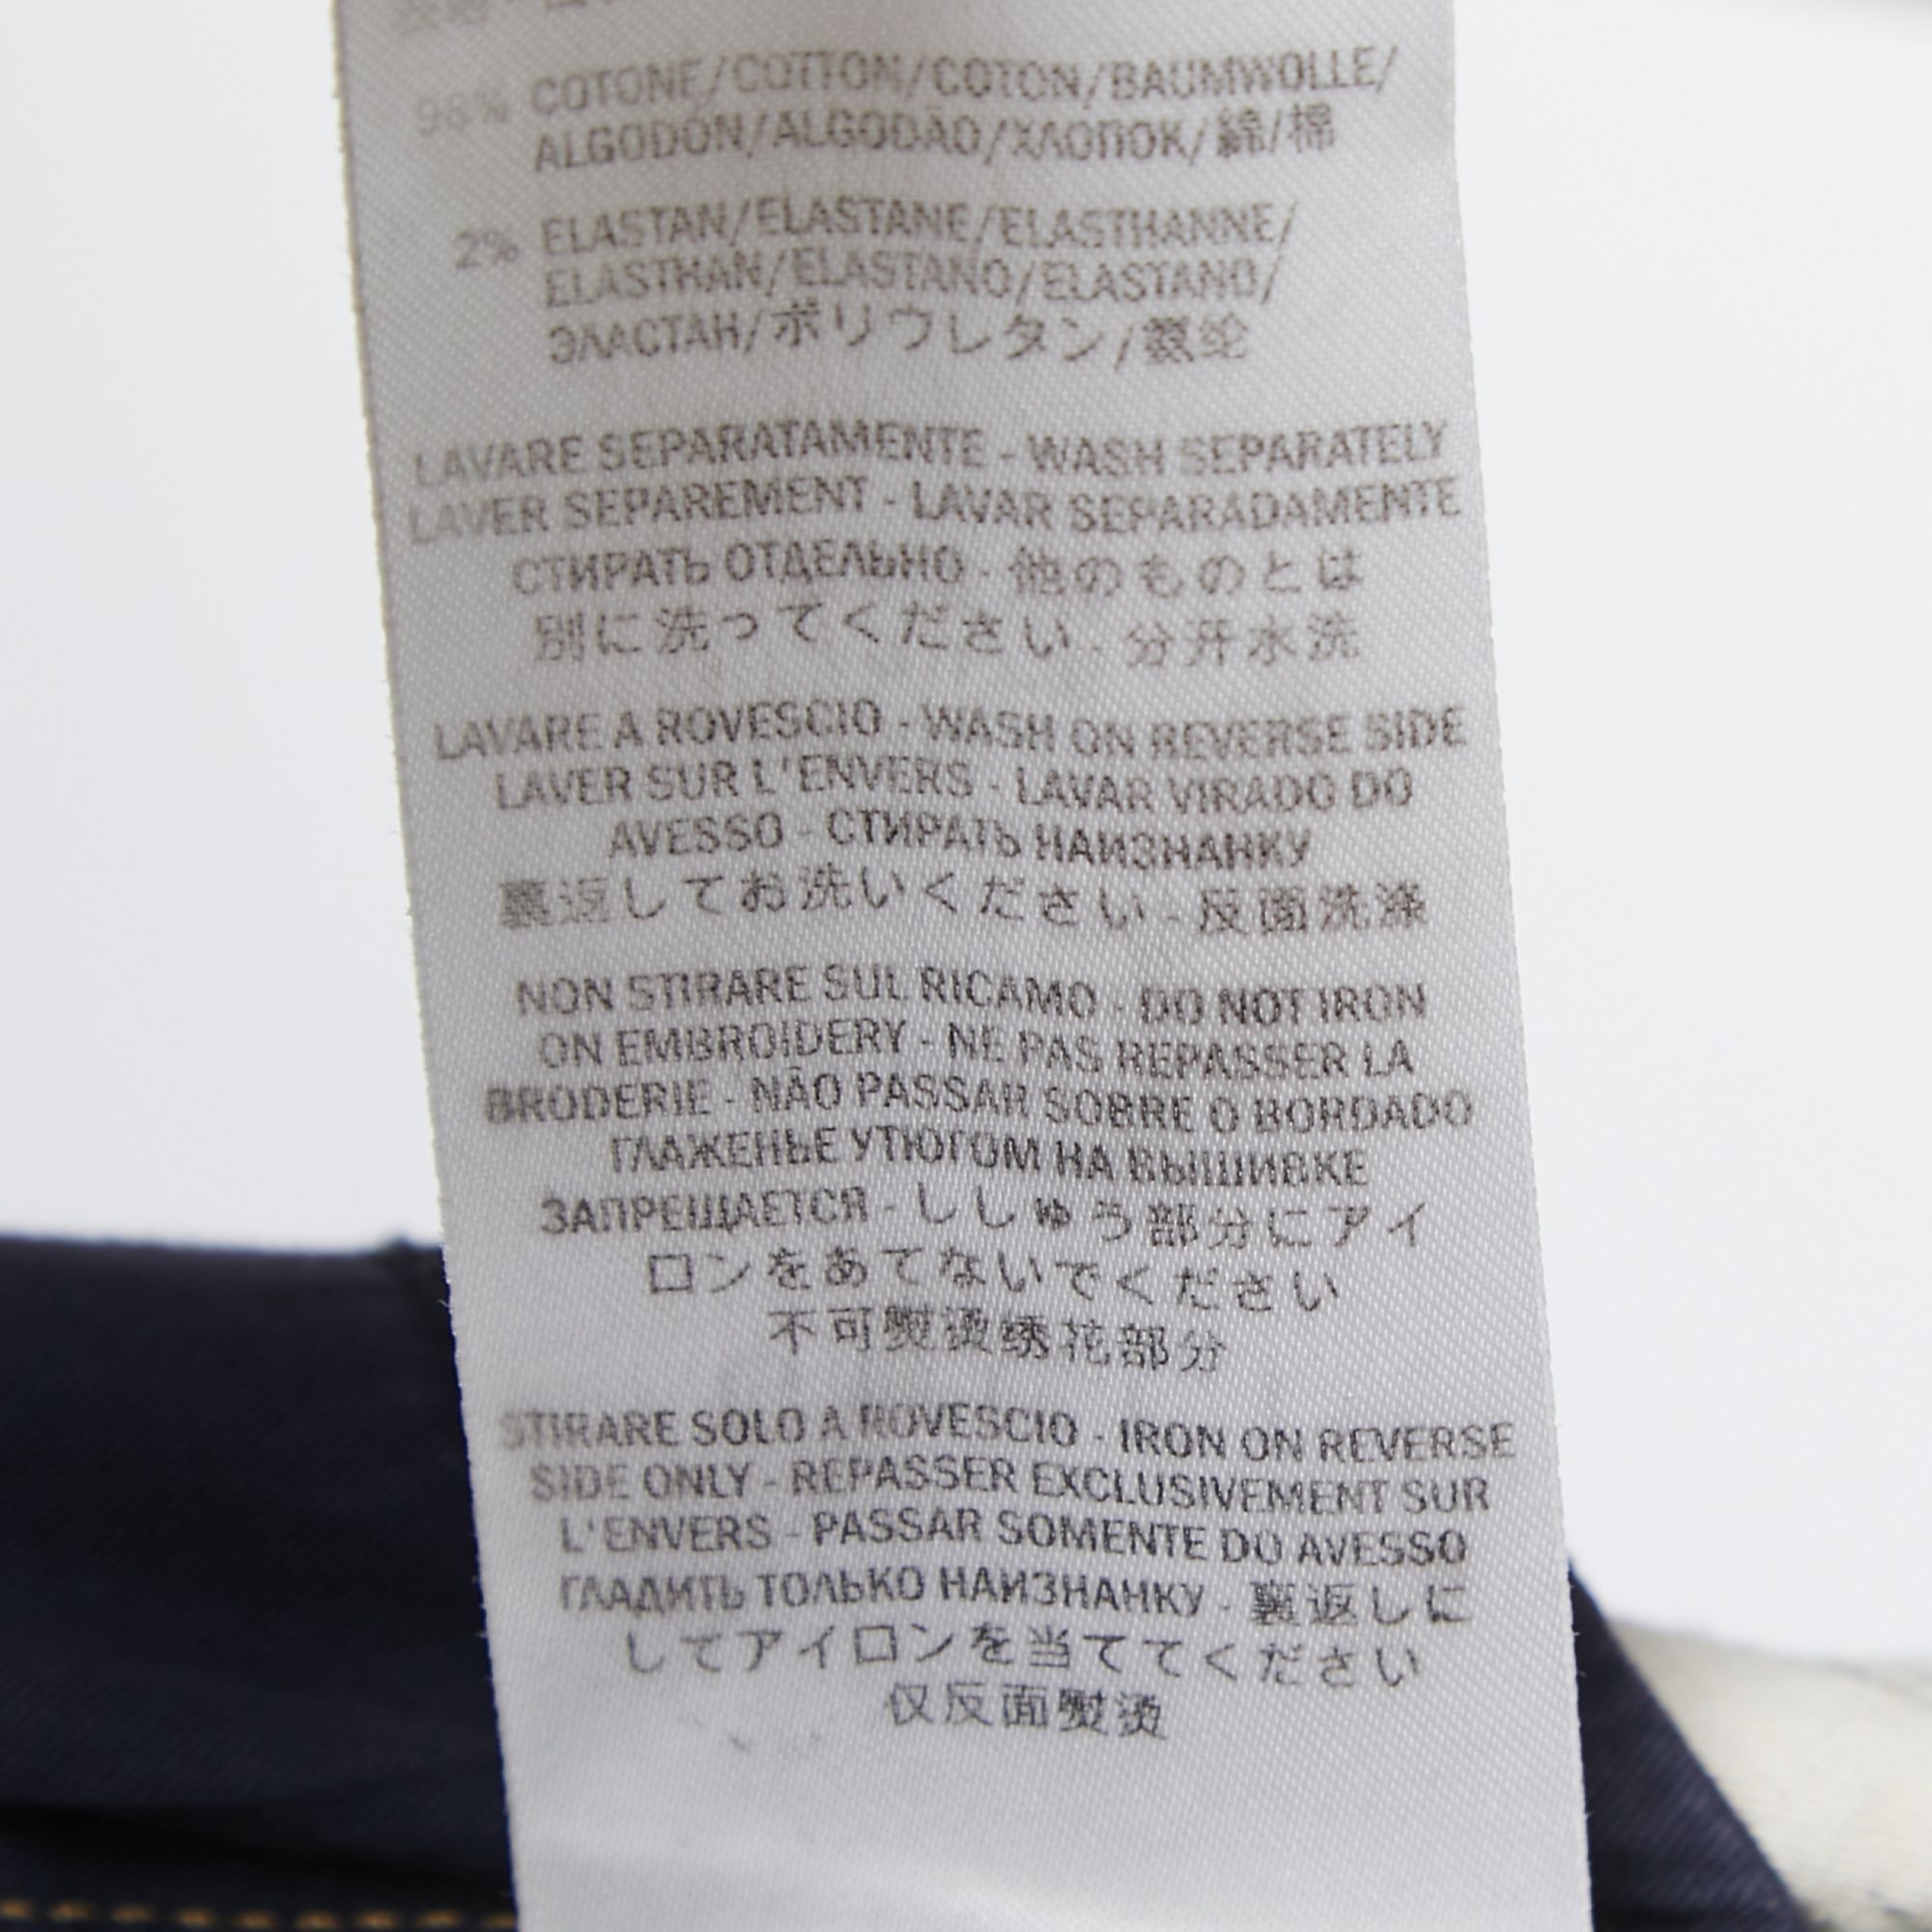 98% COTONE/COTTON/COTON/BAUMWOLLE/
ALGODÓN/ALGODÃO/ХЛОПОК/綿/棉
2% ELASTAN/ELASTANE/ELASTHANNE/
ELASTHAN/ELASTANO/ELASTANO/
ЭЛАСТАН/ポリウレタン/氨纶
LAVARE SEPARATAMENTE - WASH SEPARATELY
LAVER SEPAREMENT - LAVAR SEPARADAMENTE
СТИРАТЬ ОТДЕЛЬНО - 他のものとは
別に洗ってください - 分开水洗
LAVARE A ROVESCIO - WASH ON REVERSE SIDE
LAVER SUR L'ENVERS - LAVAR VIRADO DO
AVESSO - СТИРАТЬ НАИЗНАНКУ
裏返してお洗いください - 反面洗涤
NON STIRARE SUL RICAMO - DO NOT IRON
ON EMBROIDERY - NE PAS REPASSER LA
BRODERIE - NÃO PASSAR SOBRE O BORDADO
ГЛАЖЕНЬЕ УТЮГОМ НА ВЫШИВКЕ
ЗАПРЕЩАЕТСЯ - ししゅう部分にアイ
ロンをあてないでください
不可熨烫绣花部分
STIRARE SOLO A ROVESCIO - IRON ON REVERSE
SIDE ONLY - REPASSER EXCLUSIVEMENT SUR
L'ENVERS - PASSAR SOMENTE DO AVESSO
ГЛАДИТЬ ТОЛЬКО НАИЗНАНКУ - 裏返しに
してアイロンを当ててください
仅反面熨烫